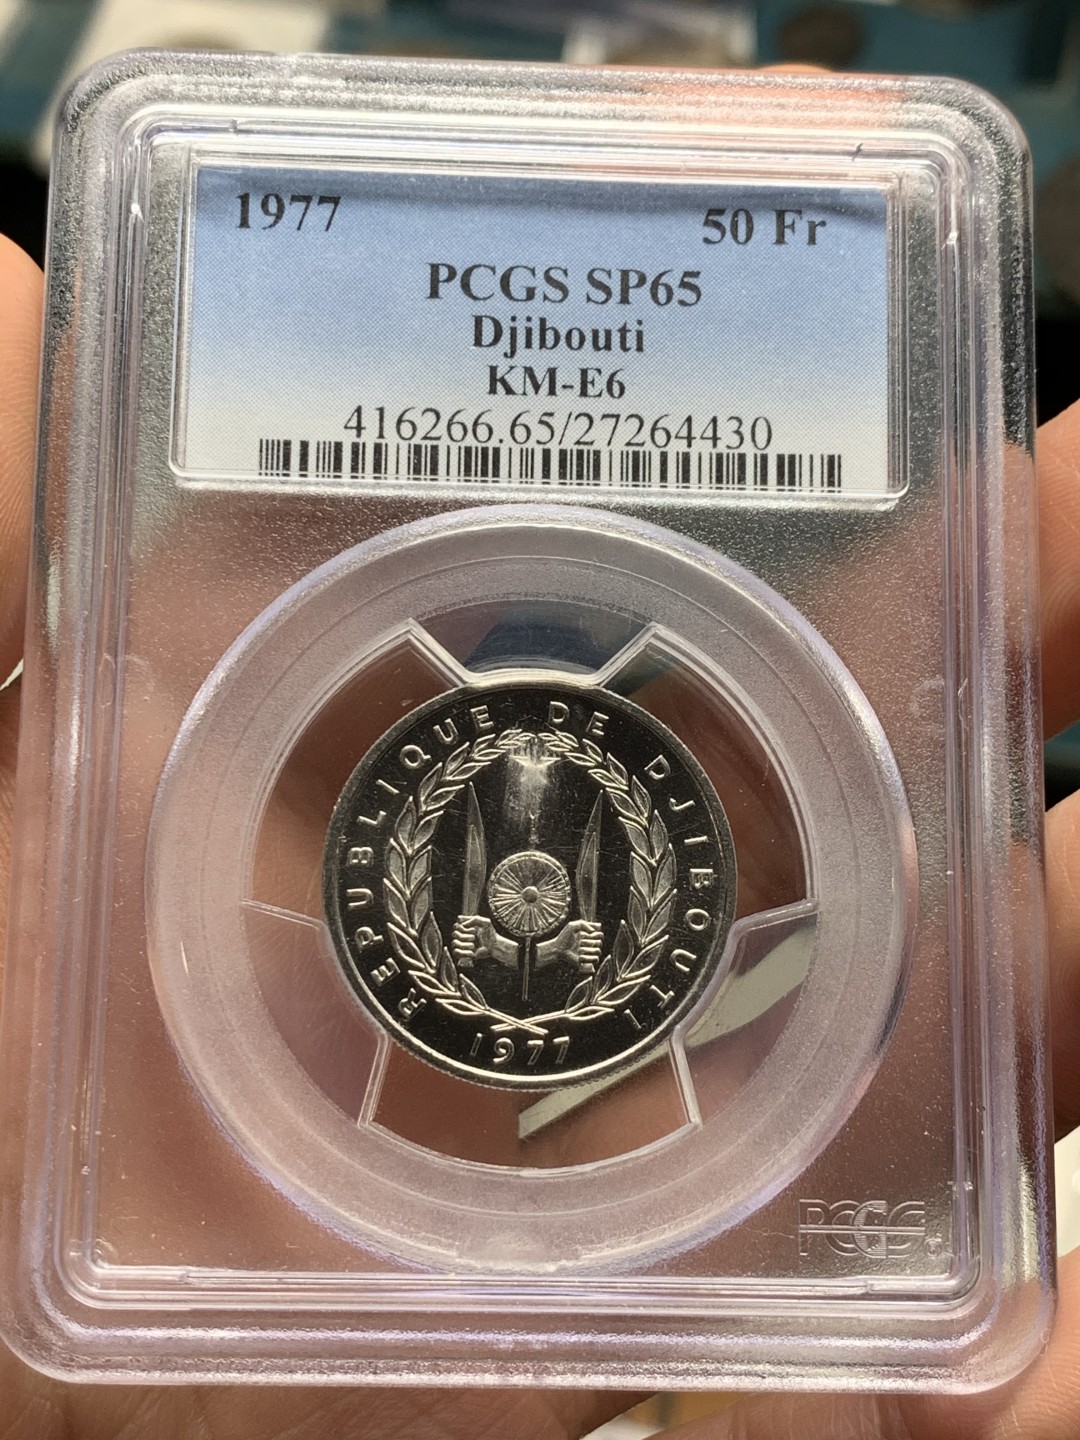 1977 50 Fr
PCGS SP65
Djibouti
KM-E6
416266.65/27264430
REPUBLIQUE DE DJIBOUTI
1977
PCGS